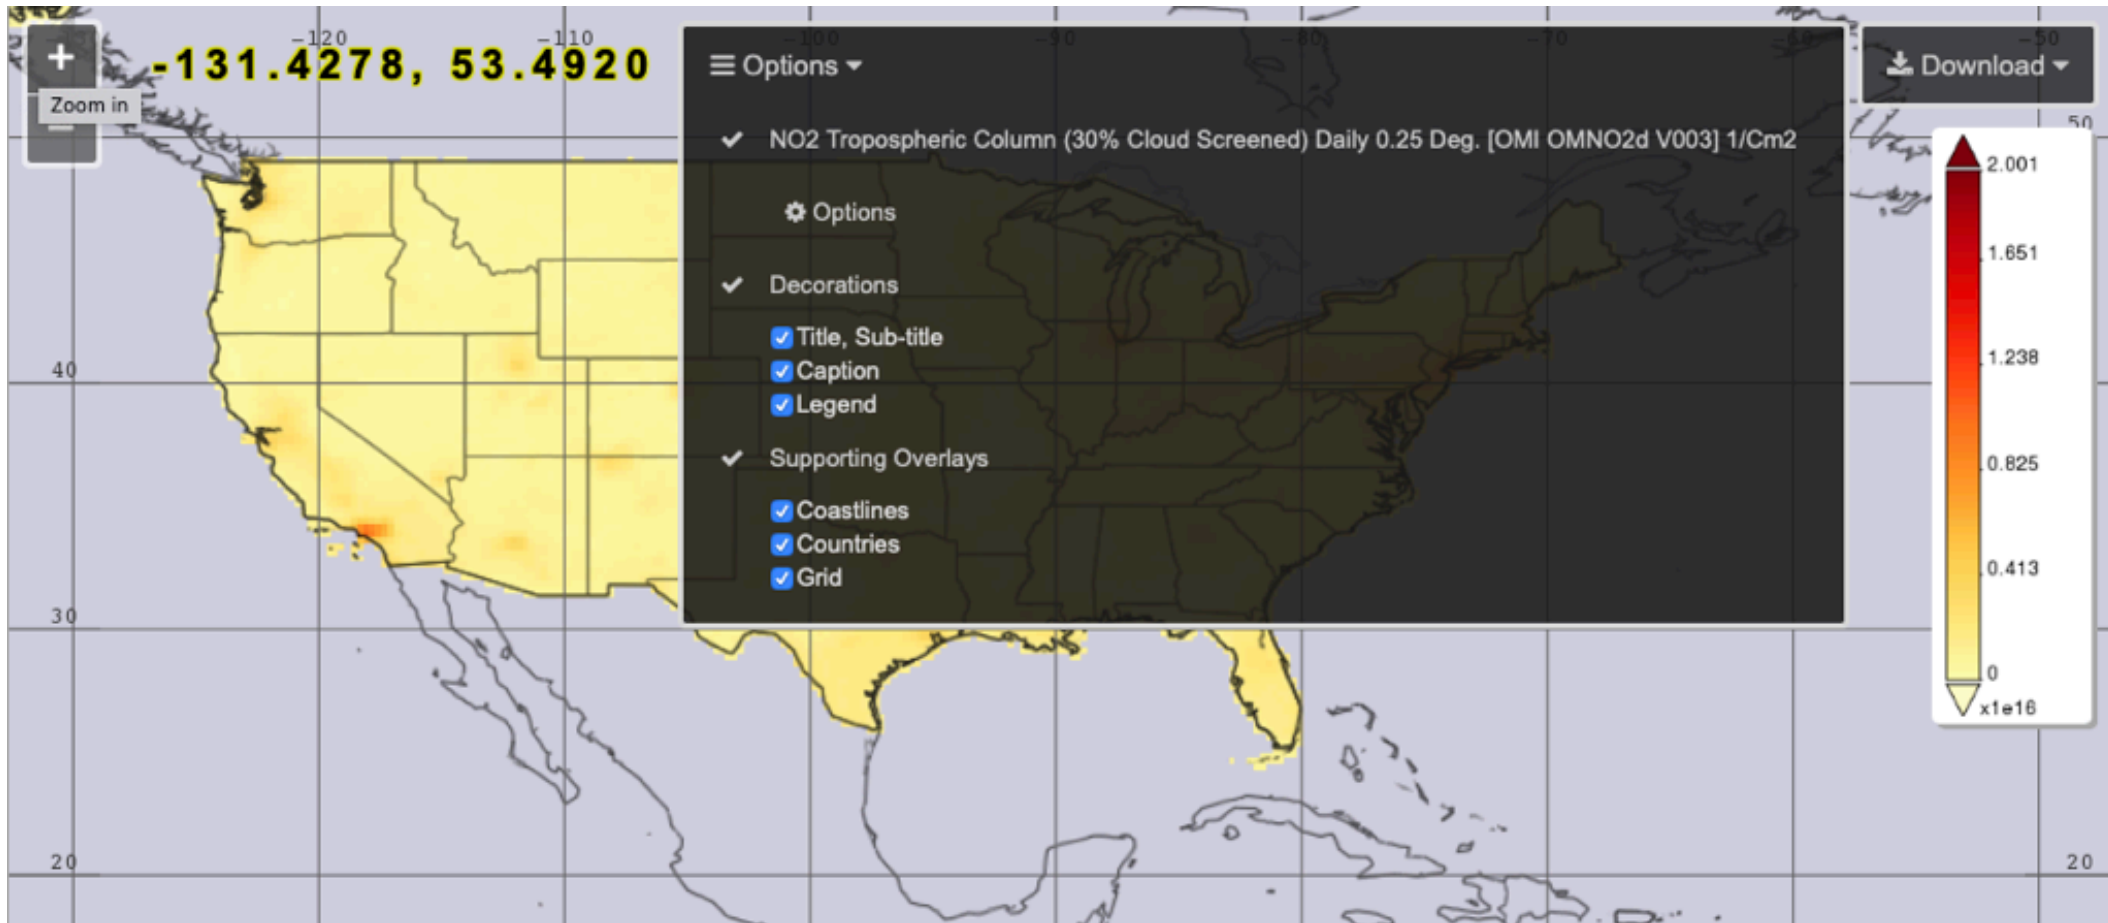 +
-120
-110
-100
-90
-80
-70
-60
-50
-131.4278, 53.4920
Zoom in
Options
Download
NO2 Tropospheric Column (30% Cloud Screened) Daily 0.25 Deg. [OMI OMNO2d V003] 1/Cm2
50
2.001
Options
1.651
Decorations
Title, Sub-title
1.238
40
Caption
Legend
Supporting Overlays
0.825
Coastlines
Countries
0.413
Grid
30
0
x1e16
20
20